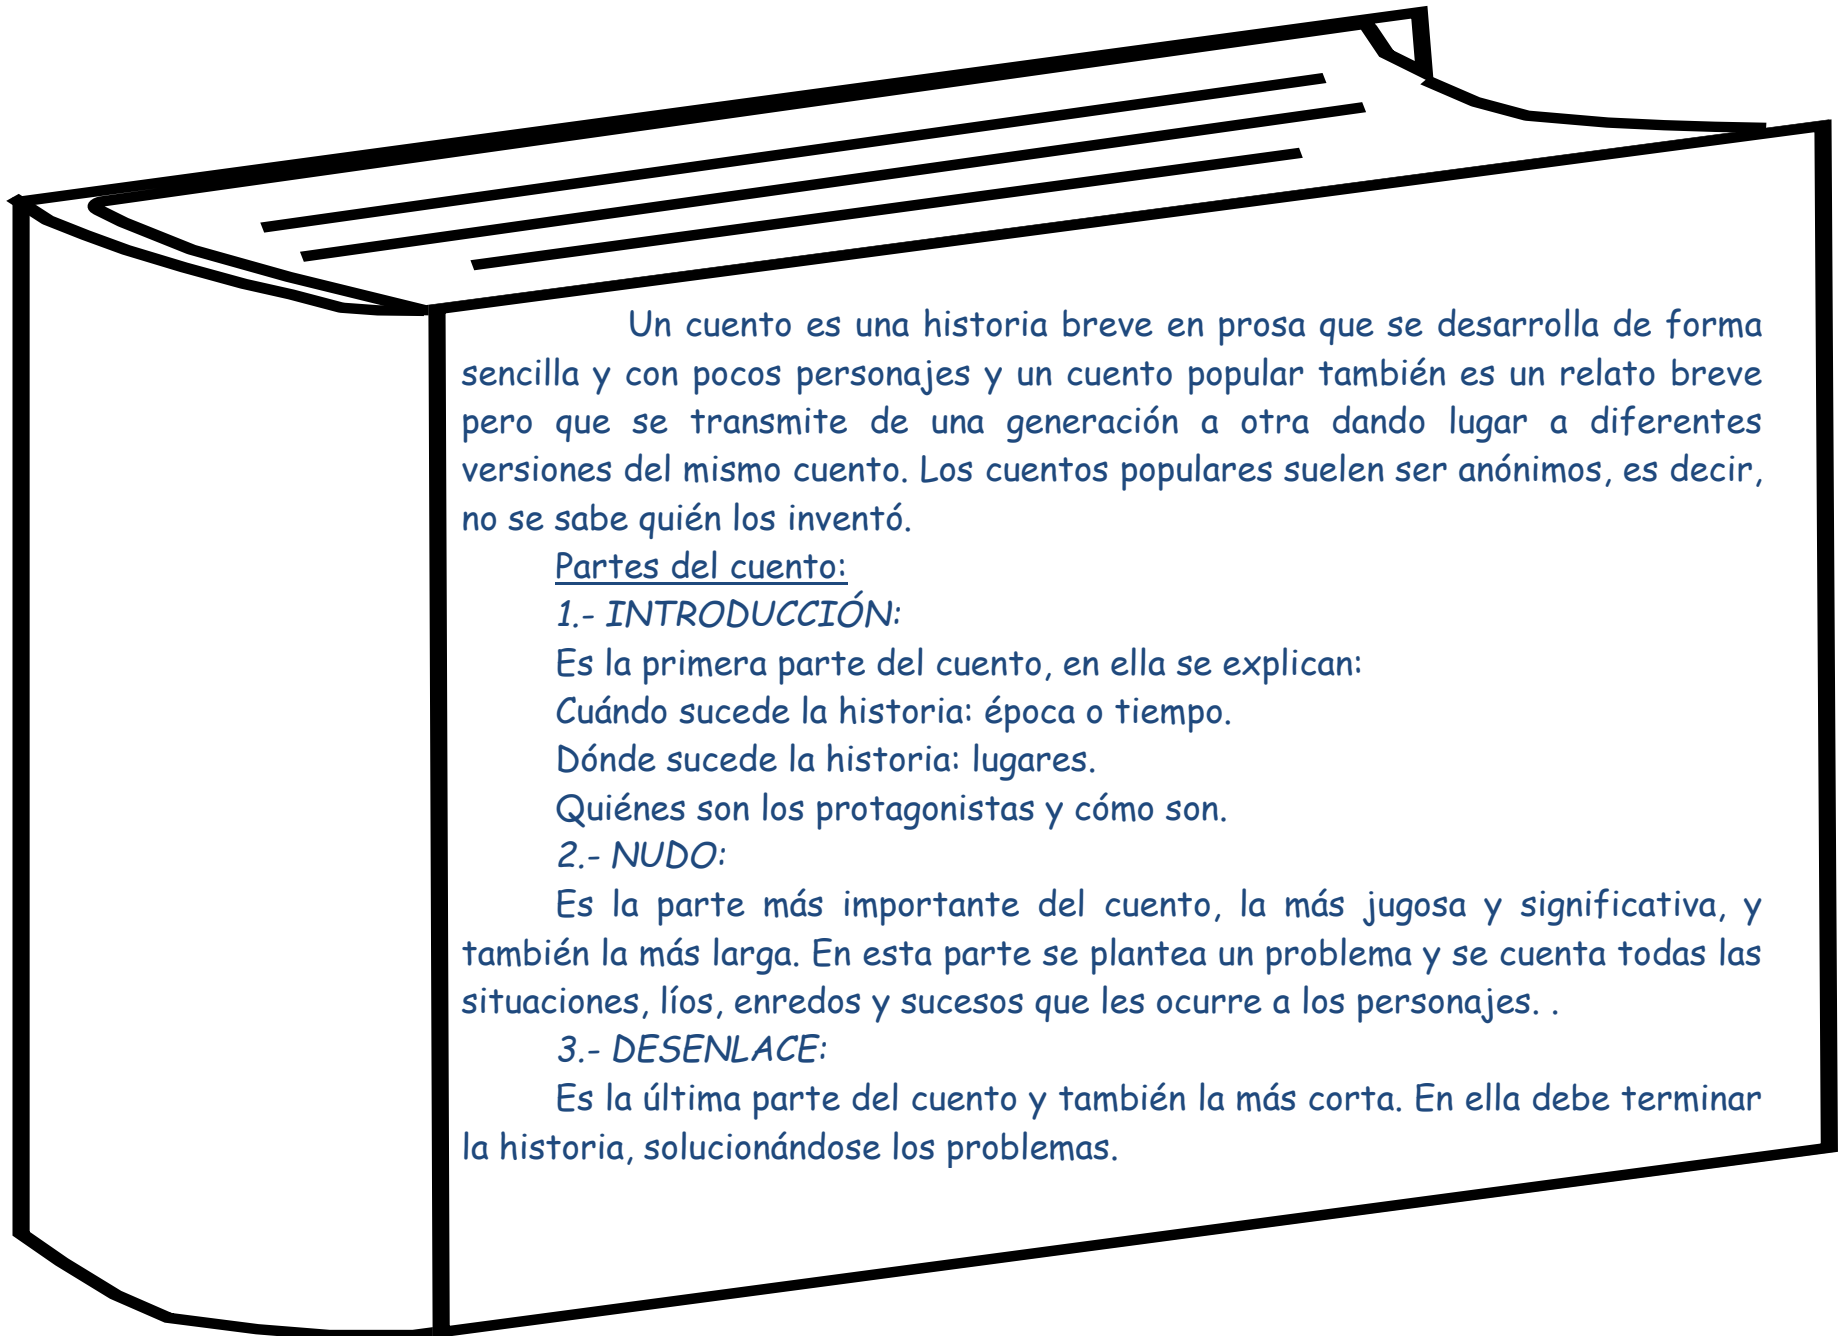 Un cuento es una historia breve en prosa que se desarrolla de forma
sencilla y con pocos personajes y un cuento popular también es un relato breve
pero que se transmite de una generación a otra dando lugar a diferentes
versiones del mismo cuento. Los cuentos populares suelen ser anónimos, es decir,
no se sabe quién los inventó.
Partes del cuento:
1.- INTRODUCCIÓN:
Es la primera parte del cuento, en ella se explican:
Cuándo sucede la historia: época o tiempo.
Dónde sucede la historia: lugares.
Quiénes son los protagonistas y cómo son.
2.- NUDO:
Es la parte más importante del cuento, la más jugosa y significativa, y
también la más larga. En esta parte se plantea un problema y se cuenta todas las
situaciones, líos, enredos y sucesos que les ocurre a los personajes. .
3.- DESENLACE:
Es la última parte del cuento y también la más corta. En ella debe terminar
la historia, solucionándose los problemas.